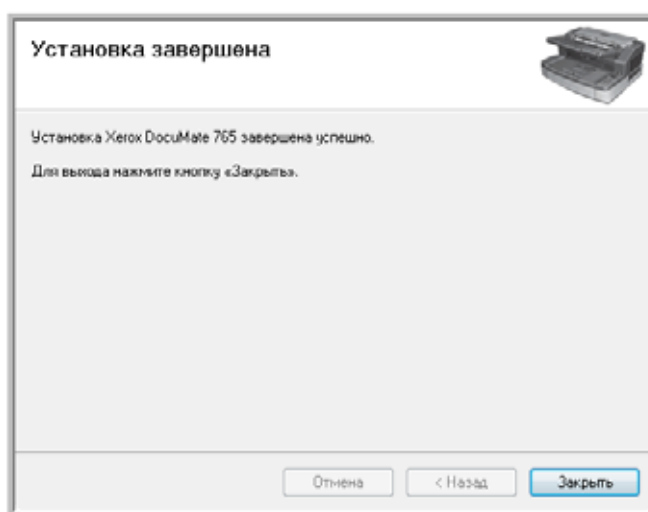 Установка завершена
Установка Xerox DocuMate 765 завершена успешно.
Для выхода нажмите кнопку «Закрыть».
Отмена
< Назад
Закрыть